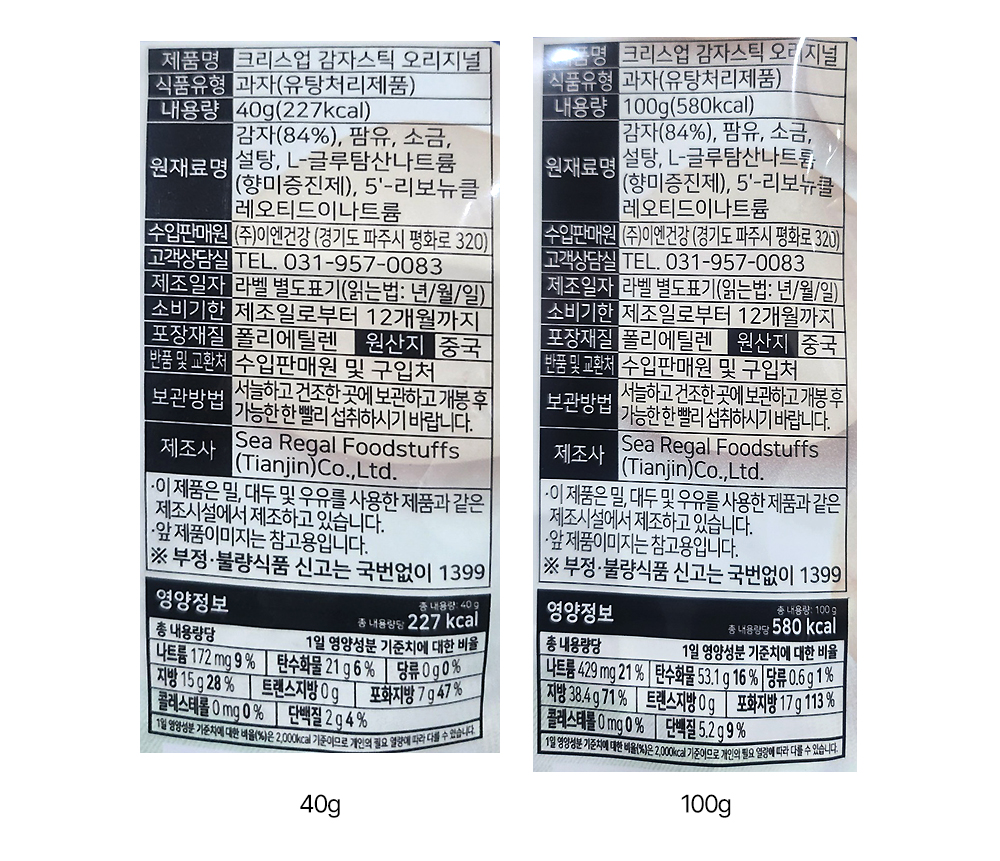 제품명 크리스업 감자스틱 오리지널
식품유형 과자(유탕처리제품)
내용량 40g(227kcal)
원재료명 감자(84%), 팜유, 소금,
설탕, L-글루탐산나트륨
(향미증진제), 5'-리보뉴클
레오티드이나트륨
수입판매원 (주)이엔건강 (경기도 파주시 평화로 320)
고객상담실 TEL. 031-957-0083
제조일자 라벨 별도표기(읽는법: 년/월/일)
소비기한 제조일로부터 12개월까지
포장재질 폴리에틸렌 원산지 중국
반품 및 교환처 수입판매원 및 구입처
보관방법 서늘하고 건조한 곳에 보관하고 개봉 후
가능한 한 빨리 섭취하시기 바랍니다.
제조사 Sea Regal Foodstuffs
(Tianjin)Co.,Ltd.
·이 제품은 밀, 대두 및 우유를 사용한 제품과 같은
제조시설에서 제조하고 있습니다.
·앞 제품이미지는 참고용입니다.
※ 부정·불량식품 신고는 국번없이 1399
영양정보 총 내용량: 40 g
총 내용량당 227 kcal
총 내용량당 1일 영양성분 기준치에 대한 비율
나트륨 172 mg 9 % 탄수화물 21 g 6 % 당류 0 g 0 %
지방 15 g 28 % 트랜스지방 0 g 포화지방 7 g 47 %
콜레스테롤 0 mg 0 % 단백질 2 g 4 %
1일 영양성분 기준치에 대한 비율(%)은 2,000kcal 기준이므로 개인의 필요 열량에 따라 다를 수 있습니다.
40g
제품명 크리스업 감자스틱 오리지널
식품유형 과자(유탕처리제품)
내용량 100g(580kcal)
원재료명 감자(84%), 팜유, 소금,
설탕, L-글루탐산나트륨
(향미증진제), 5'-리보뉴클
레오티드이나트륨
수입판매원 (주)이엔건강 (경기도 파주시 평화로 320)
고객상담실 TEL. 031-957-0083
제조일자 라벨 별도표기(읽는법: 년/월/일)
소비기한 제조일로부터 12개월까지
포장재질 폴리에틸렌 원산지 중국
반품 및 교환처 수입판매원 및 구입처
보관방법 서늘하고 건조한 곳에 보관하고 개봉 후
가능한 한 빨리 섭취하시기 바랍니다.
제조사 Sea Regal Foodstuffs
(Tianjin)Co.,Ltd.
·이 제품은 밀, 대두 및 우유를 사용한 제품과 같은
제조시설에서 제조하고 있습니다.
·앞 제품이미지는 참고용입니다.
※ 부정·불량식품 신고는 국번없이 1399
영양정보 총 내용량: 100 g
총 내용량당 580 kcal
총 내용량당 1일 영양성분 기준치에 대한 비율
나트륨 429 mg 21 % 탄수화물 53.1 g 16 % 당류 0.6 g 1 %
지방 38.4 g 71 % 트랜스지방 0 g 포화지방 17 g 113 %
콜레스테롤 0 mg 0 % 단백질 5.2 g 9 %
1일 영양성분 기준치에 대한 비율(%)은 2,000kcal 기준이므로 개인의 필요 열량에 따라 다를 수 있습니다.
100g